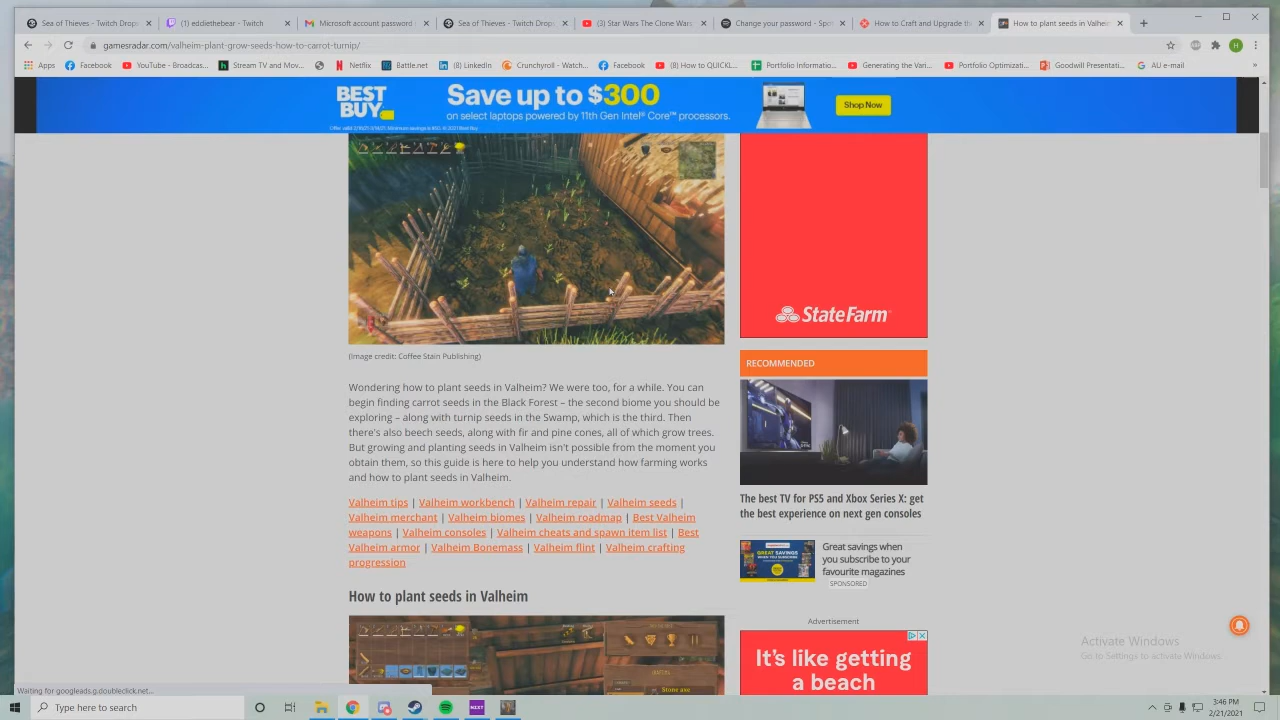 Sea of Thieves - Twitch Drops
(1) eddiethebear - Twitch
Microsoft account password
Sea of Thieves - Twitch Drops
(3) Star Wars The Clone Wars
Change your password - Spo
How to Craft and Upgrade th
How to plant seeds in Valheim
gamesradar.com/valheim-plant-grow-seeds-how-to-carrot-turnip/
H
Apps
Facebook
YouTube - Broadcas...
Stream TV and Mov...
Netflix
Battle.net
(8) LinkedIn
Crunchyroll - Watch...
Facebook
(8) How to QUICKL...
Portfolio Informatio...
Generating the Vari...
Portfolio Optimizati...
Goodwill Presentati...
AU e-mail
BEST
BUY
Save up to $300
on select laptops powered by 11th Gen Intel® Core™ processors.
Shop Now
StateFarm
(Image credit: Coffee Stain Publishing)
RECOMMENDED
Wondering how to plant seeds in Valheim? We were too, for a while. You can
begin finding carrot seeds in the Black Forest – the second biome you should be
exploring – along with turnip seeds in the Swamp, which is the third. Then
there's also beech seeds, along with fir and pine cones, all of which grow trees.
But growing and planting seeds in Valheim isn't possible from the moment you
obtain them, so this guide is here to help you understand how farming works
and how to plant seeds in Valheim.
Valheim tips | Valheim workbench | Valheim repair | Valheim seeds |
Valheim merchant | Valheim biomes | Valheim roadmap | Best Valheim
weapons | Valheim consoles | Valheim cheats and spawn item list | Best
Valheim armor | Valheim Bonemass | Valheim flint | Valheim crafting
progression
The best TV for PS5 and Xbox Series X: get
the best experience on next gen consoles
Great savings when
you subscribe to your
favourite magazines
SPONSORED
How to plant seeds in Valheim
Stone axe
Advertisement
It's like getting
a beach
Activate Windows
Go to Settings to activate Windows.
Waiting for googleads.g.doubleclick.net...
Type here to search
NZXT
3:46 PM
2/21/2021